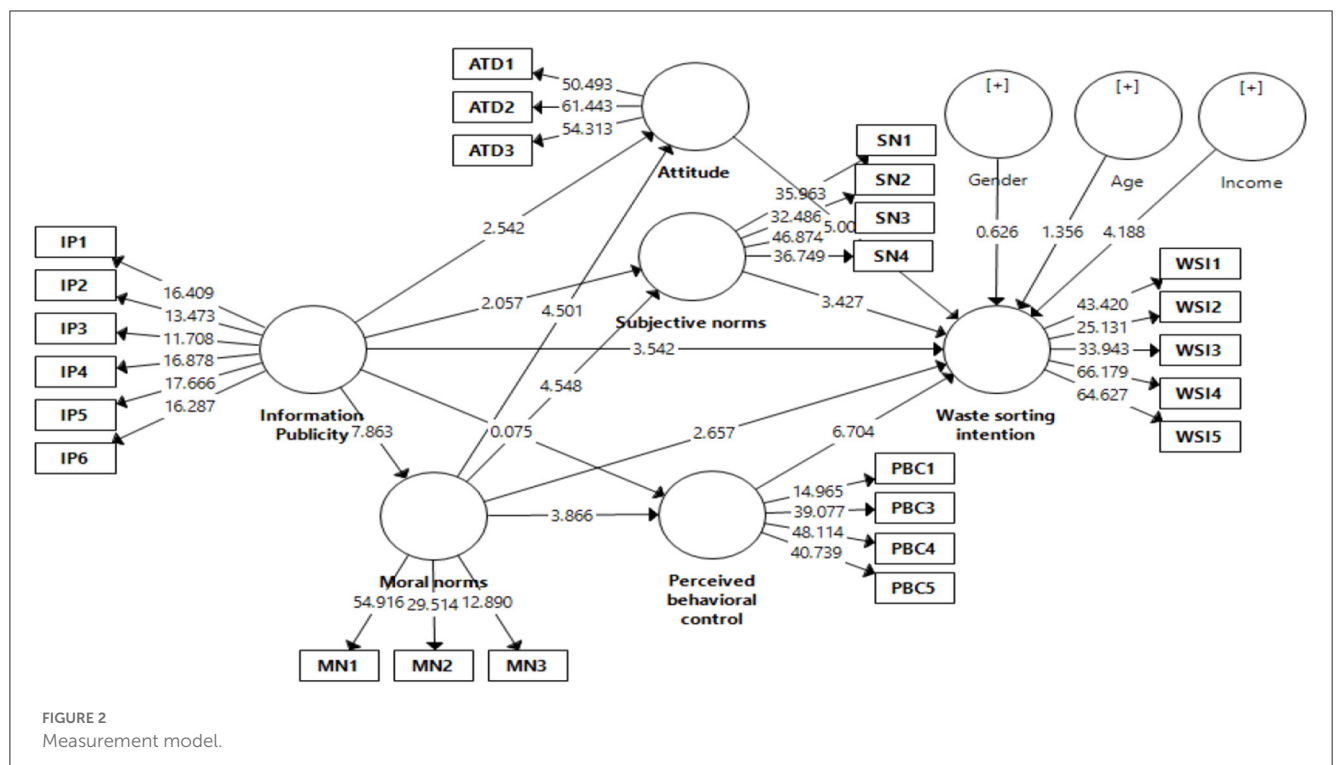 ATD1
ATD2
ATD3
50.493
61.443
54.313
Attitude
[+]
[+]
[+]
Gender
Age
Income
SN1
SN2
SN3
SN4
35.963
32.486
46.874
36.749
5.00
2.542
IP1
IP2
IP3
IP4
IP5
IP6
16.409
13.473
11.708
16.878
17.666
16.287
Information
Publicity
2.057
4.501
Subjective norms
3.427
0.626
1.356
4.188
3.542
4.548
7.863
0.075
2.657
6.704
3.866
Waste sorting
intention
43.420
25.131
33.943
66.179
64.627
WSI1
WSI2
WSI3
WSI4
WSI5
Moral norms
54.916
29.514
12.890
MN1
MN2
MN3
Perceived
behavioral
control
14.965
39.077
48.114
40.739
PBC1
PBC3
PBC4
PBC5
FIGURE 2
Measurement model.